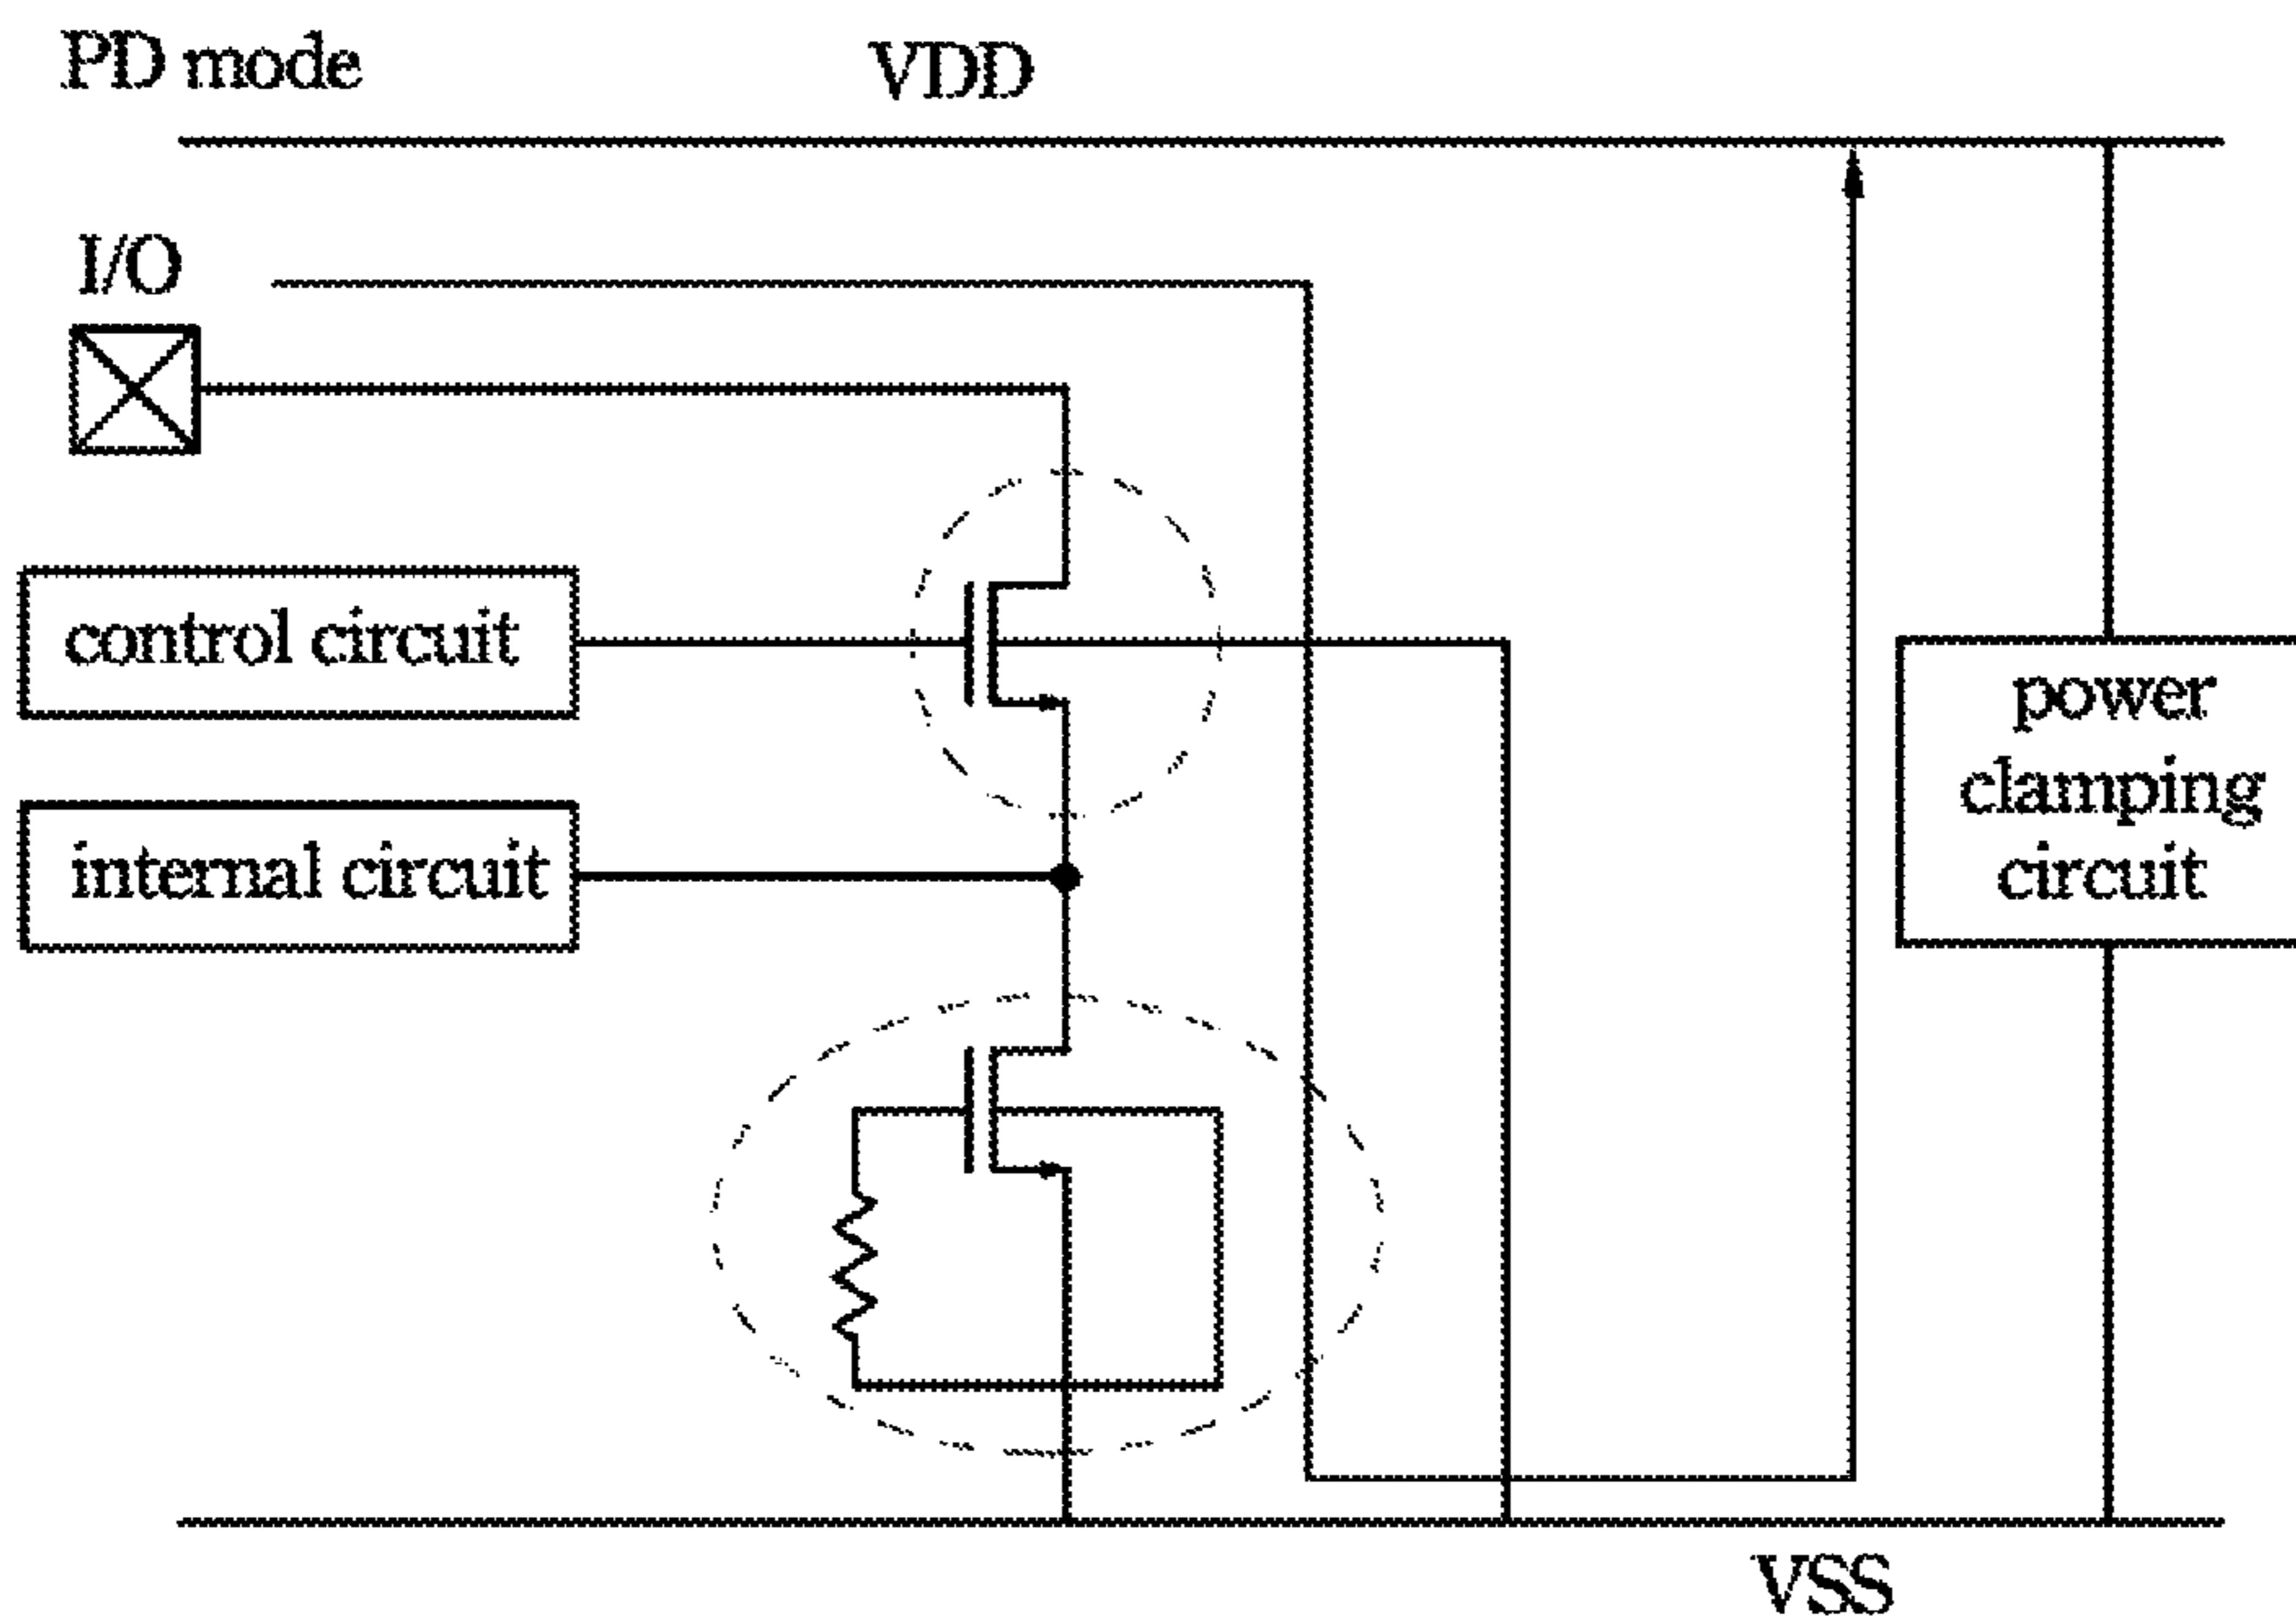 PD mode
VDD
I/O
control circuit
internal circuit
power
clamping
circuit
VSS